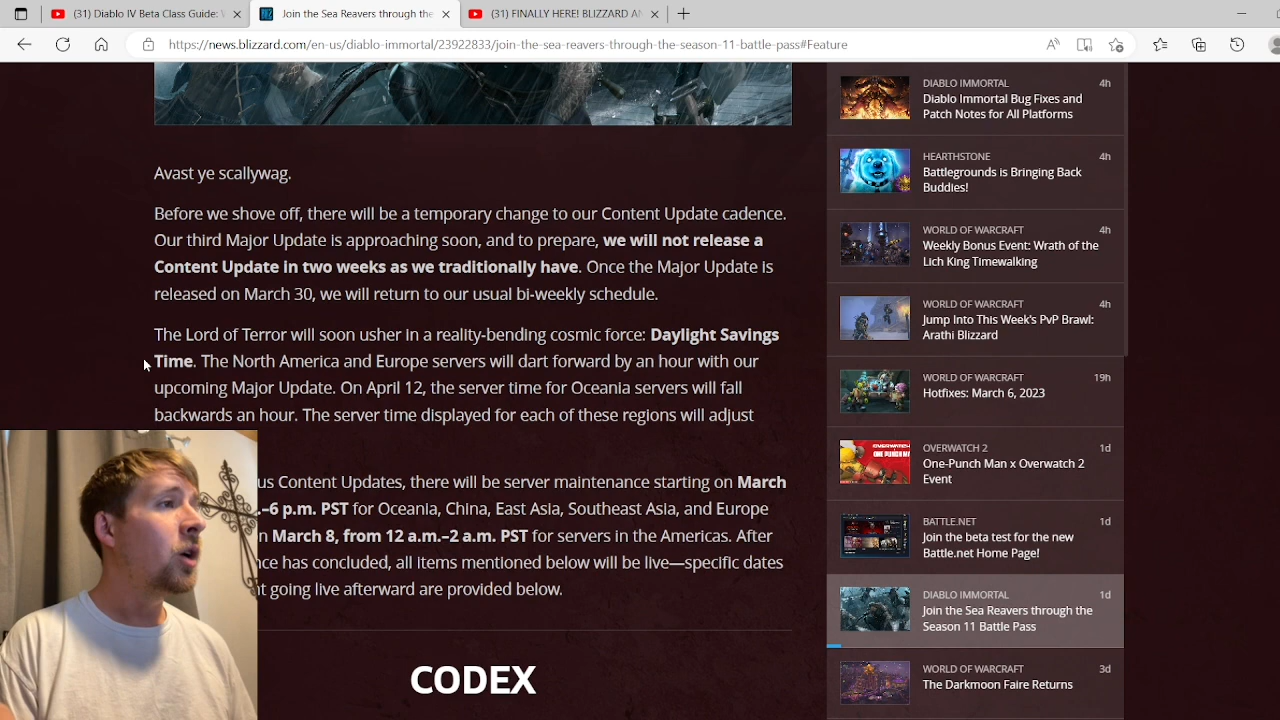 (31) Diablo IV Beta Class Guide: W
Join the Sea Reavers through the
(31) FINALLY HERE! BLIZZARD AN
https://news.blizzard.com/en-us/diablo-immortal/23922833/join-the-sea-reavers-through-the-season-11-battle-pass#Feature
Avast ye scallywag.
Before we shove off, there will be a temporary change to our Content Update cadence.
Our third Major Update is approaching soon, and to prepare, we will not release a
Content Update in two weeks as we traditionally have. Once the Major Update is
released on March 30, we will return to our usual bi-weekly schedule.
The Lord of Terror will soon usher in a reality-bending cosmic force: Daylight Savings
Time. The North America and Europe servers will dart forward by an hour with our
upcoming Major Update. On April 12, the server time for Oceania servers will fall
backwards an hour. The server time displayed for each of these regions will adjust
us Content Updates, there will be server maintenance starting on March
.–6 p.m. PST for Oceania, China, East Asia, Southeast Asia, and Europe
n March 8, from 12 a.m.–2 a.m. PST for servers in the Americas. After
ce has concluded, all items mentioned below will be live—specific dates
t going live afterward are provided below.
CODEX
DIABLO IMMORTAL 4h
Diablo Immortal Bug Fixes and
Patch Notes for All Platforms
HEARTHSTONE 4h
Battlegrounds is Bringing Back
Buddies!
WORLD OF WARCRAFT 4h
Weekly Bonus Event: Wrath of the
Lich King Timewalking
WORLD OF WARCRAFT 4h
Jump Into This Week's PvP Brawl:
Arathi Blizzard
WORLD OF WARCRAFT 19h
Hotfixes: March 6, 2023
OVERWATCH 2 1d
One-Punch Man x Overwatch 2
Event
BATTLE.NET 1d
Join the beta test for the new
Battle.net Home Page!
DIABLO IMMORTAL 1d
Join the Sea Reavers through the
Season 11 Battle Pass
WORLD OF WARCRAFT 3d
The Darkmoon Faire Returns